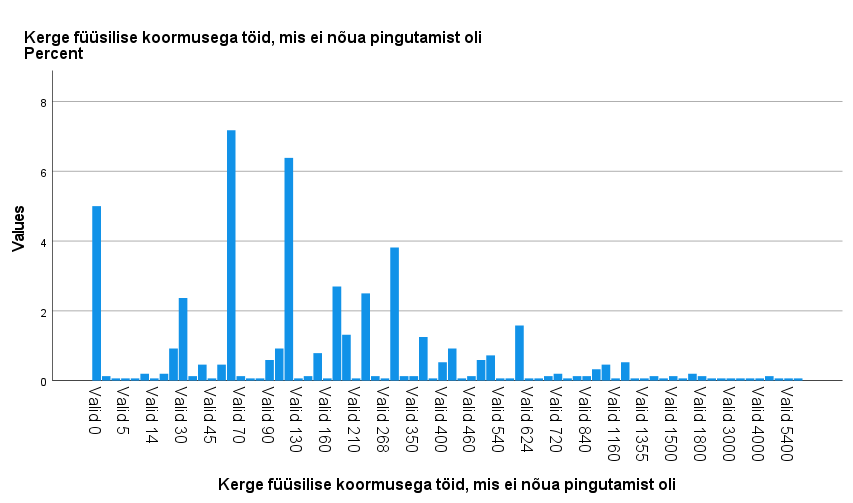 Kerge füüsilise koormusega töid, mis ei nõua pingutamist oli
Percent
8
6
4
2
0
Values
Valid 0
Valid 5
Valid 14
Valid 30
Valid 45
Valid 70
Valid 90
Valid 130
Valid 160
Valid 210
Valid 268
Valid 350
Valid 400
Valid 460
Valid 540
Valid 624
Valid 720
Valid 840
Valid 1160
Valid 1355
Valid 1500
Valid 1800
Valid 3000
Valid 4000
Valid 5400
Kerge füüsilise koormusega töid, mis ei nõua pingutamist oli